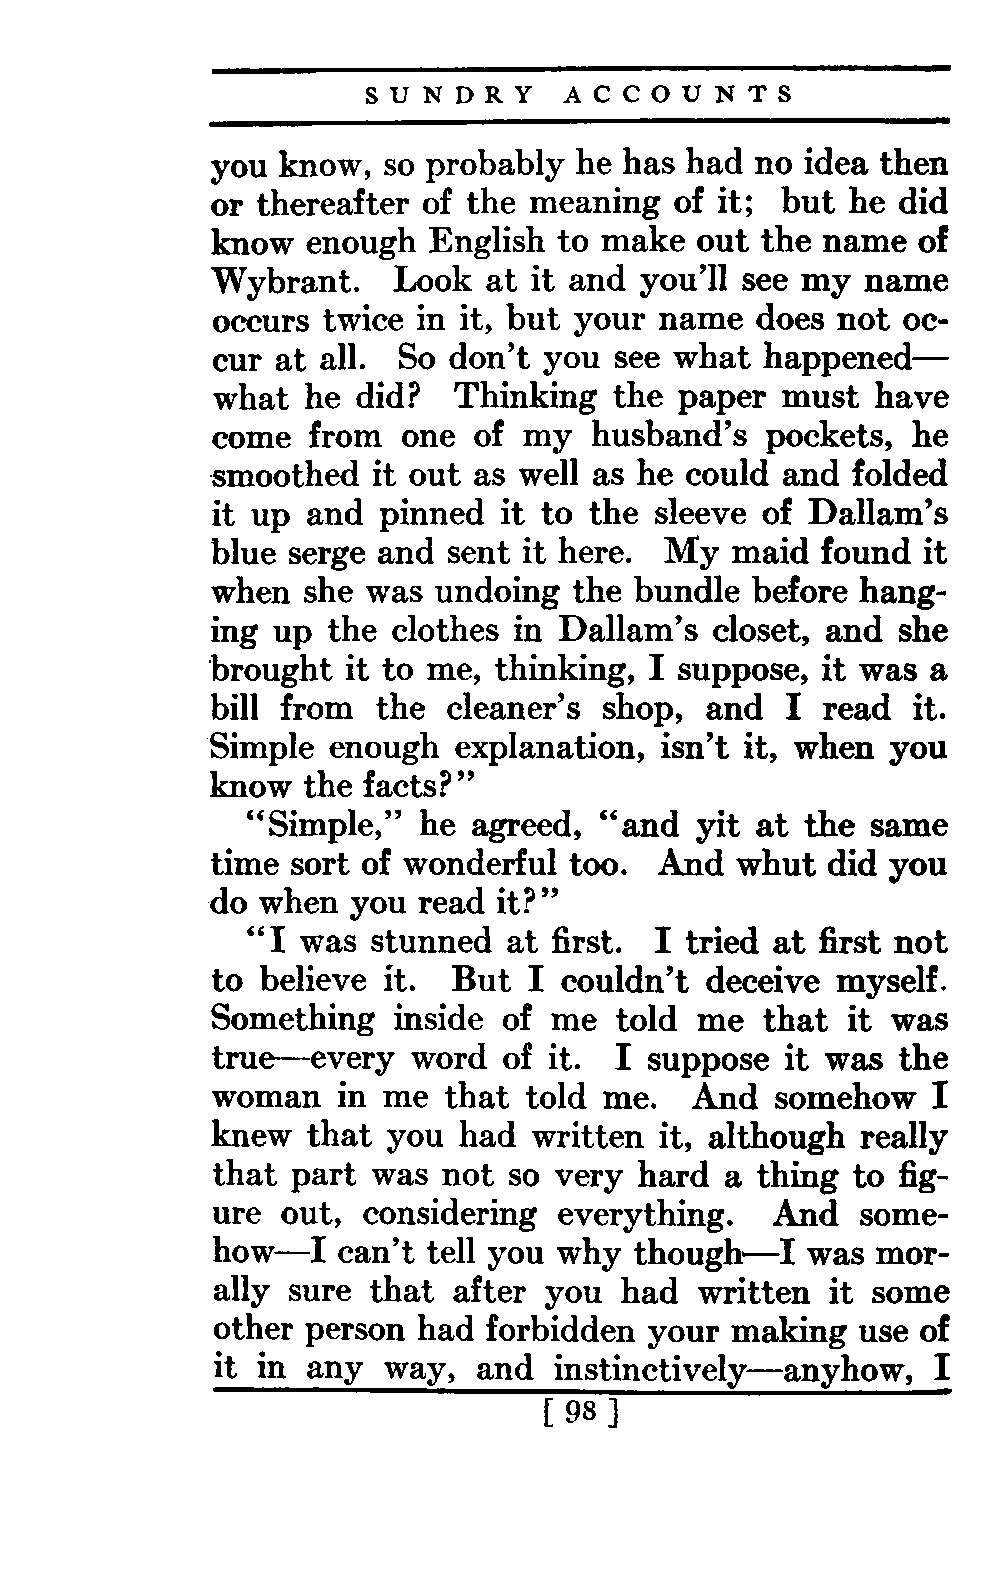 SUNDRY ACCOUNTS
you know, so probably he has had no idea then
or thereafter of the meaning of it; but he did
know enough English to make out the name of
Wybrant. Look at it and you'll see my name
occurs twice in it, but your name does not oc-
cur at all. So don't you see what happened—
what he did? Thinking the paper must have
come from one of my husband's pockets, he
smoothed it out as well as he could and folded
it up and pinned it to the sleeve of Dallam's
blue serge and sent it here. My maid found it
when she was undoing the bundle before hang-
ing up the clothes in Dallam's closet, and she
brought it to me, thinking, I suppose, it was a
bill from the cleaner's shop, and I read it.
Simple enough explanation, isn't it, when you
know the facts?"
"Simple," he agreed, "and yit at the same
time sort of wonderful too. And whut did you
do when you read it?"
"I was stunned at first. I tried at first not
to believe it. But I couldn't deceive myself.
Something inside of me told me that it was
true—every word of it. I suppose it was the
woman in me that told me. And somehow I
knew that you had written it, although really
that part was not so very hard a thing to fig-
ure out, considering everything. And some-
how—I can't tell you why though—I was mor-
ally sure that after you had written it some
other person had forbidden your making use of
it in any way, and instinctively—anyhow, I
[ 98 ]